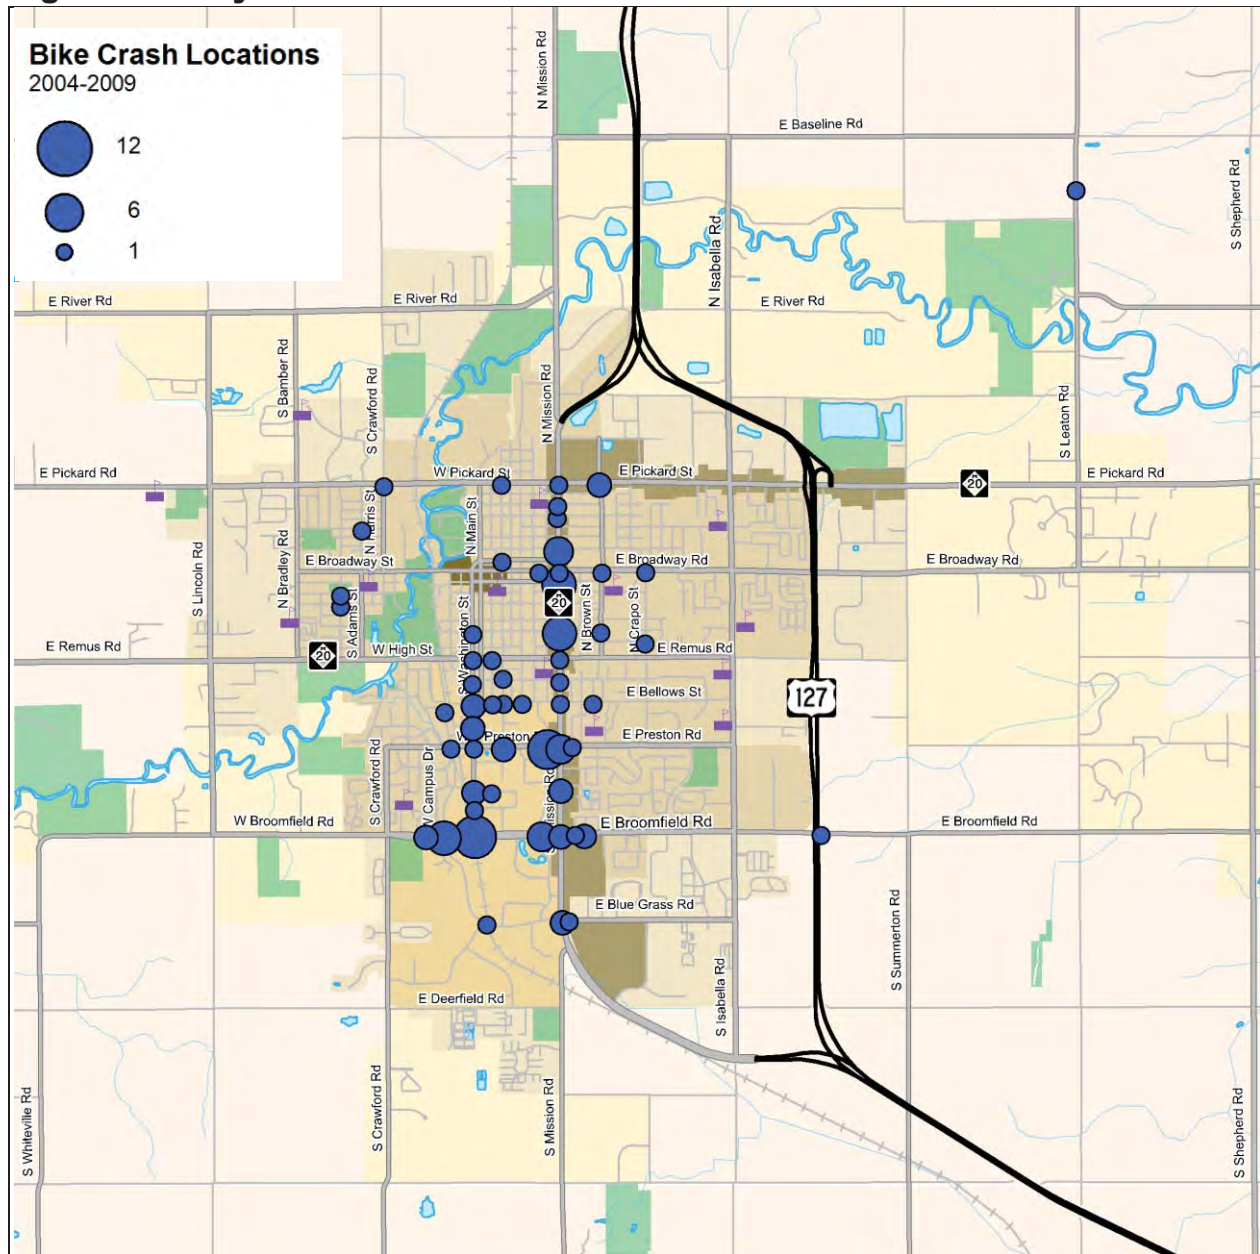 Bike Crash Locations
2004-2009
12
6
1
N Mission Rd
E Baseline Rd
S Shepherd Rd
N Isabella Rd
E River Rd
E River Rd
E River Rd
S Bamber Rd
S Crawford Rd
N Mission Rd
S Leaton Rd
E Pickard Rd
W Pickard St
E Pickard St
E Pickard Rd
20
N Harris St
N Main St
S Lincoln Rd
N Bradley Rd
E Broadway St
E Broadway Rd
E Broadway Rd
S Adams St
S Washington St
20
N Brown St
N Crapo St
E Remus Rd
20
W High St
E Remus Rd
E Bellows St
127
E Preston Rd
S Crawford Rd
W Campus Dr
W Broomfield Rd
E Broomfield Rd
E Broomfield Rd
E Blue Grass Rd
S Summerton Rd
S Isabella Rd
E Deerfield Rd
S Whiteville Rd
S Crawford Rd
S Mission Rd
S Shepherd Rd